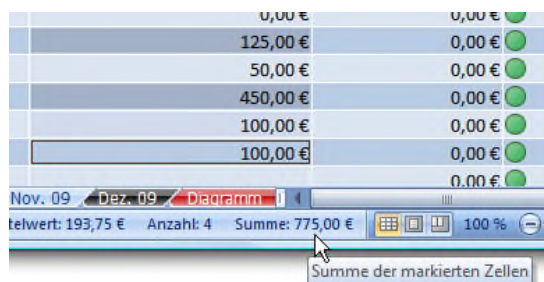 0,00 € 0,00 €
125,00 € 0,00 €
50,00 € 0,00 €
450,00 € 0,00 €
100,00 € 0,00 €
100,00 € 0,00 €
0,00 €
Nov. 09 Dez. 09 Diagramm
telwert: 193,75 € Anzahl: 4 Summe: 775,00 € 100 %
Summe der markierten Zellen